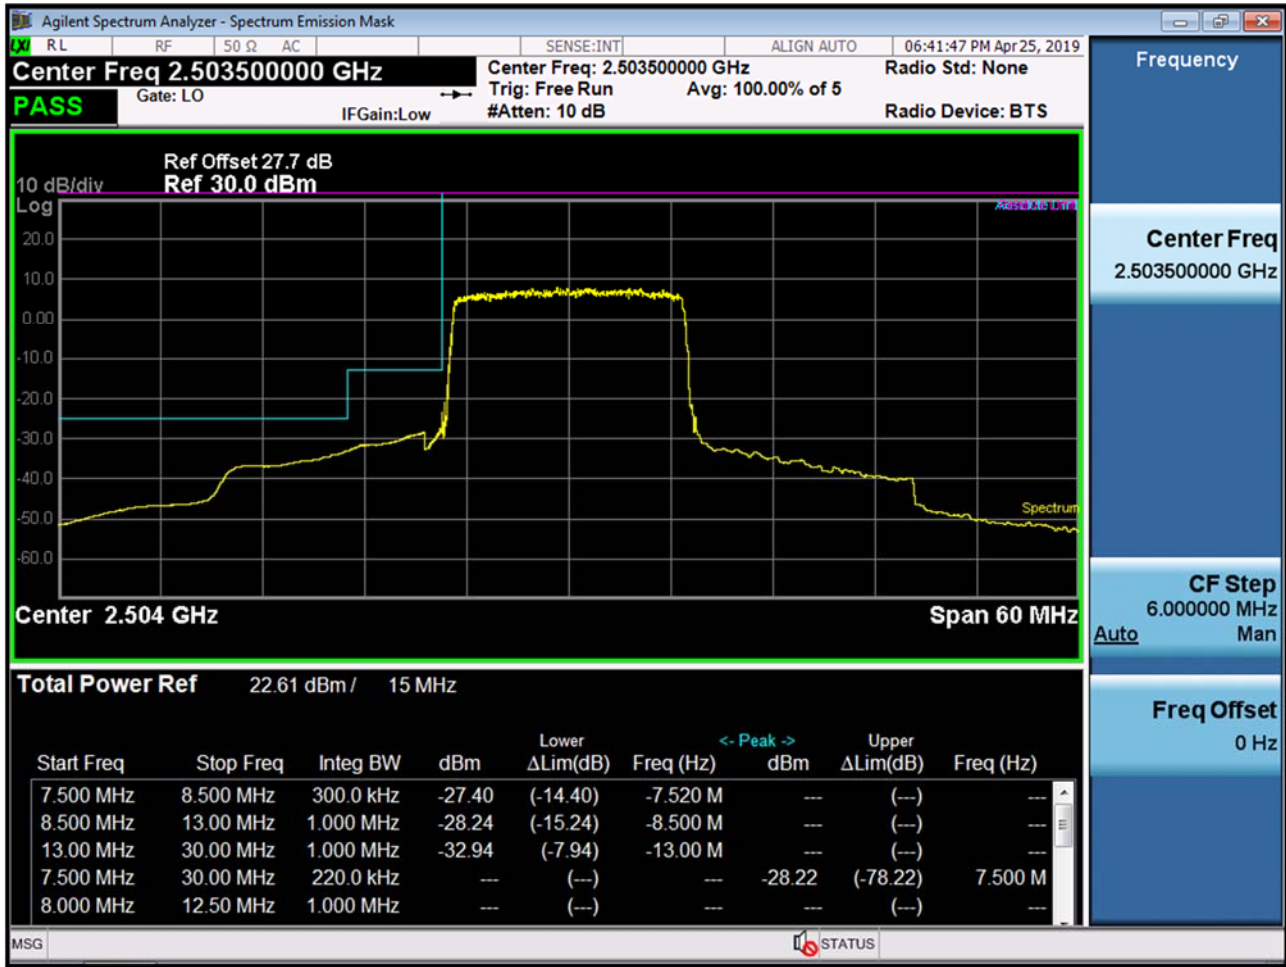 Agilent Spectrum Analyzer - Spectrum Emission Mask
LXI RL RF 50 Ω AC SENSE:INT ALIGN AUTO 06:41:47 PM Apr 25, 2019
Center Freq 2.503500000 GHz Center Freq: 2.503500000 GHz Radio Std: None
Trig: Free Run Avg: 100.00% of 5
PASS Gate: LO IFGain:Low #Atten: 10 dB Radio Device: BTS
Ref Offset 27.7 dB
10 dB/div Ref 30.0 dBm
Log
20.0
10.0
0.00
-10.0
-20.0
-30.0
-40.0
-50.0
-60.0
Absolute Limit
Spectrum
Center 2.504 GHz Span 60 MHz
Total Power Ref 22.61 dBm / 15 MHz
Lower <- Peak -> Upper
Start Freq Stop Freq Integ BW dBm ΔLim(dB) Freq (Hz) dBm ΔLim(dB) Freq (Hz)
7.500 MHz 8.500 MHz 300.0 kHz -27.40 (-14.40) -7.520 M --- (---) ---
8.500 MHz 13.00 MHz 1.000 MHz -28.24 (-15.24) -8.500 M --- (---) ---
13.00 MHz 30.00 MHz 1.000 MHz -32.94 (-7.94) -13.00 M --- (---) ---
7.500 MHz 30.00 MHz 220.0 kHz --- (---) --- -28.22 (-78.22) 7.500 M
8.000 MHz 12.50 MHz 1.000 MHz --- (---) --- --- (---) ---
MSG STATUS
Frequency
Center Freq
2.503500000 GHz
CF Step
6.000000 MHz
Auto Man
Freq Offset
0 Hz